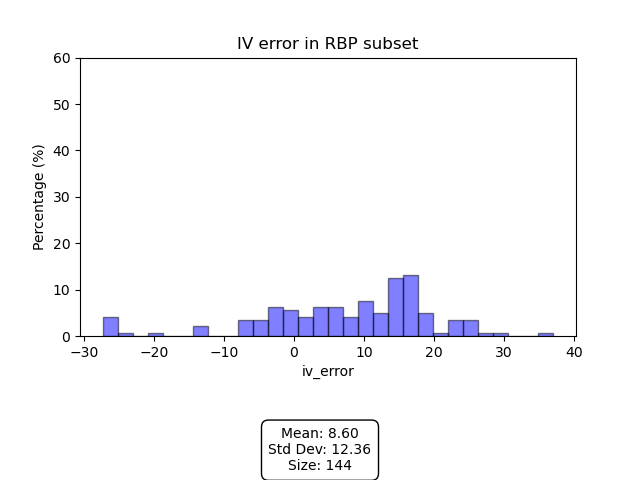 IV error in RBP subset
60
50
40
30
20
10
0
Percentage (%)
−30 −20 −10 0 10 20 30 40
iv_error
Mean: 8.60
Std Dev: 12.36
Size: 144